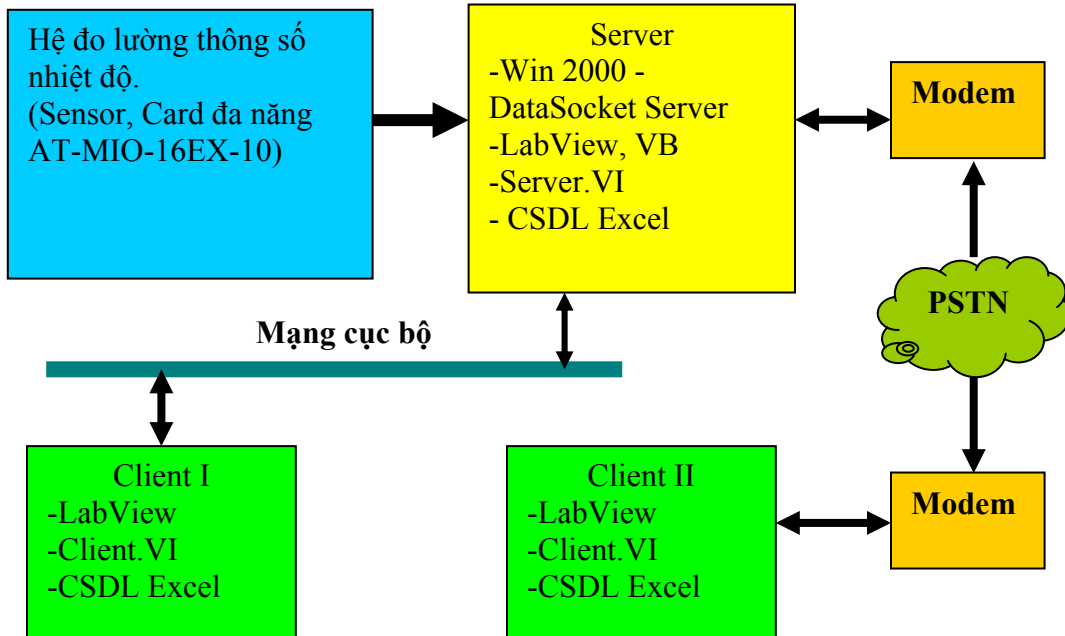 Hệ đo lường thông số
nhiệt độ.
(Sensor, Card đa năng
AT-MIO-16EX-10)
Server
-Win 2000 -
DataSocket Server
-LabView, VB
-Server.VI
- CSDL Excel
Modem
PSTN
Mạng cục bộ
Client I
-LabView
-Client.VI
-CSDL Excel
Client II
-LabView
-Client.VI
-CSDL Excel
Modem